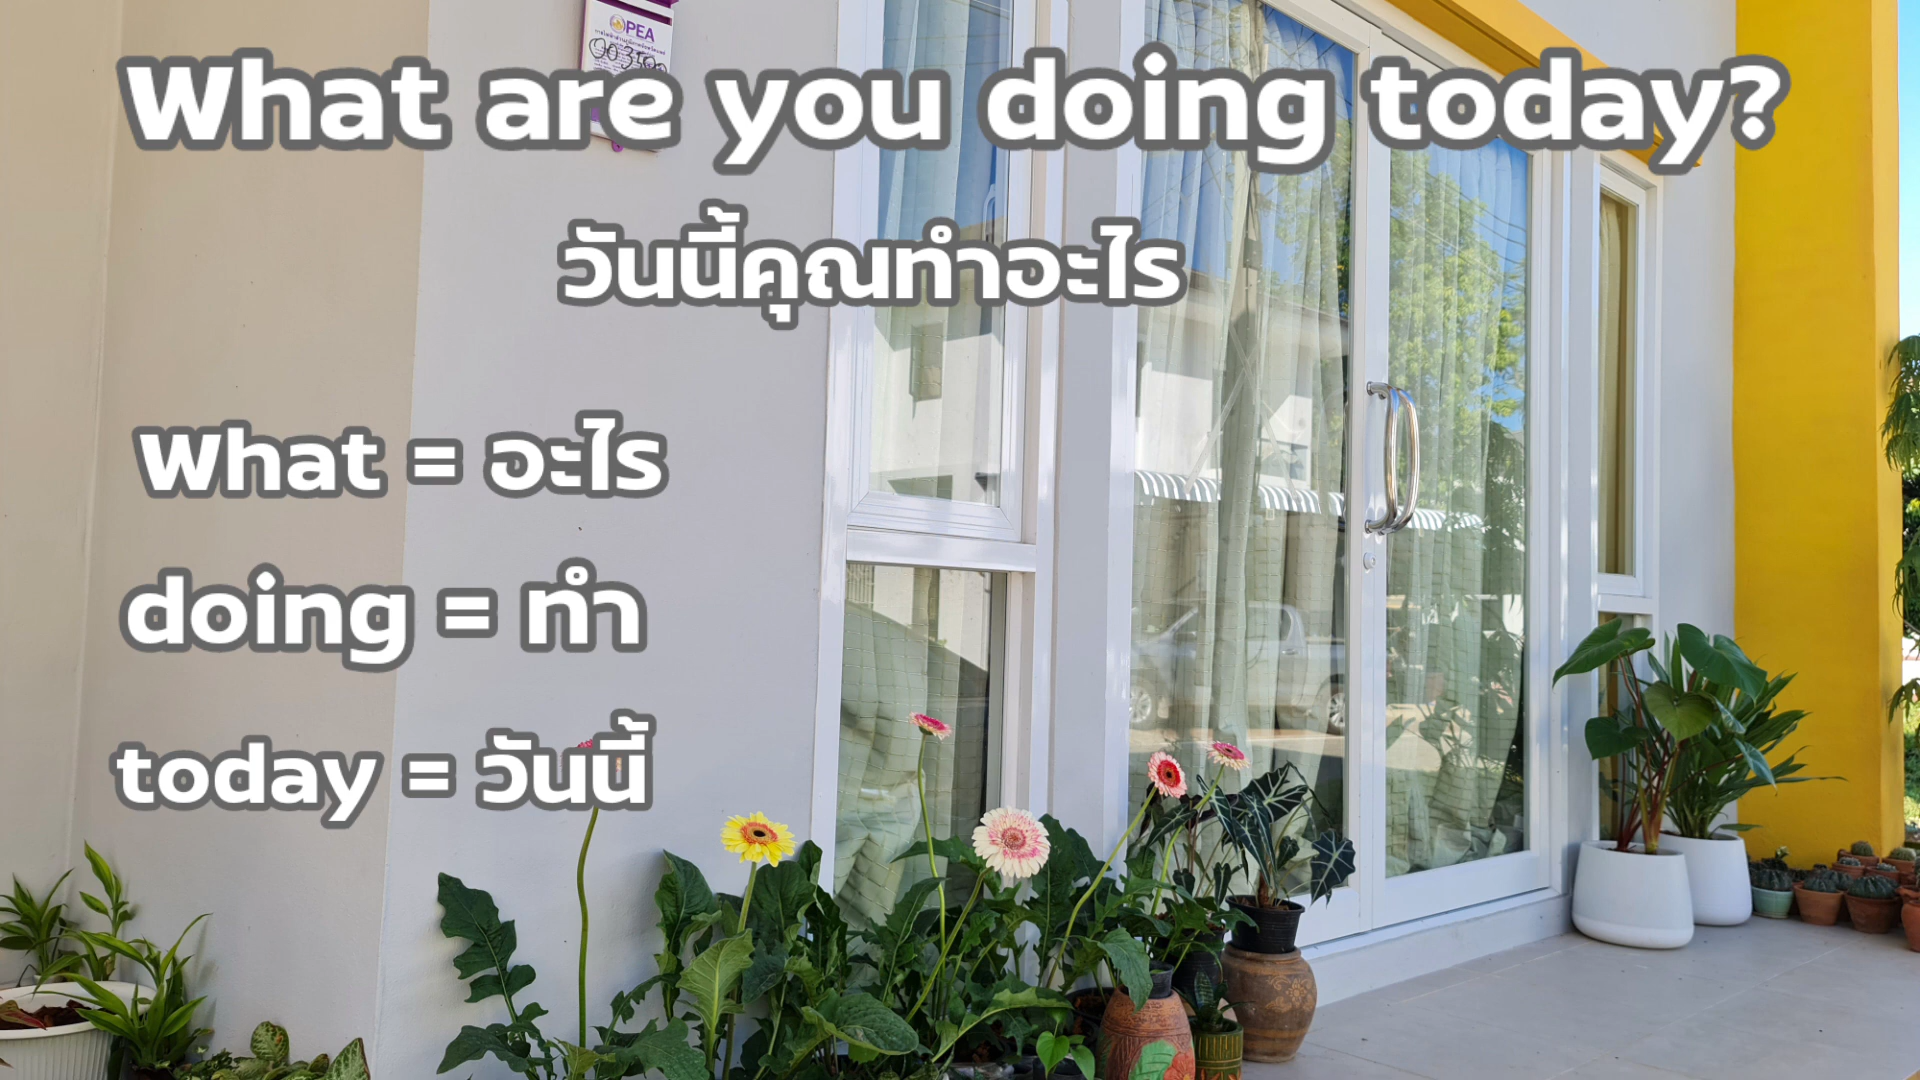 PEA
What are you doing today?
วันนี้คุณทำอะไร
What = อะไร
doing = ทำ
today = วันนี้